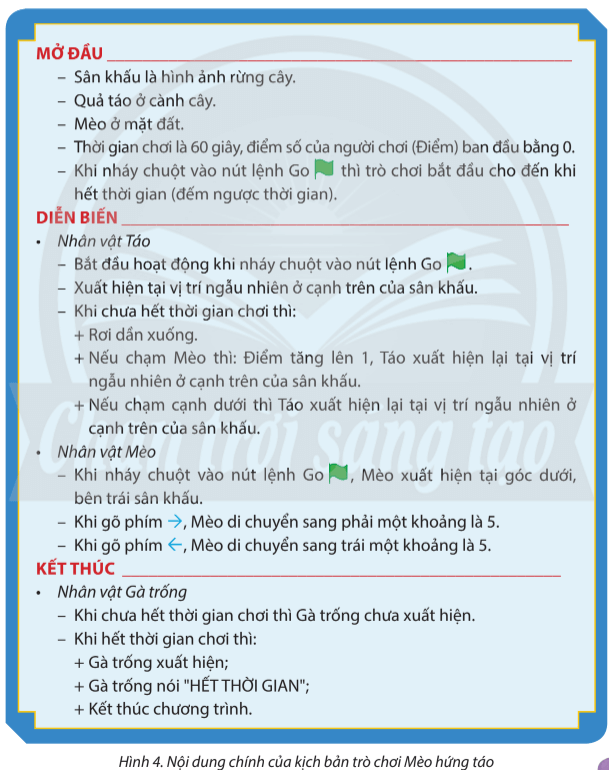 MỞ ĐẦU
– Sân khấu là hình ảnh rừng cây.
– Quả táo ở cành cây.
– Mèo ở mặt đất.
– Thời gian chơi là 60 giây, điểm số của người chơi (Điểm) ban đầu bằng 0.
– Khi nháy chuột vào nút lệnh Go thì trò chơi bắt đầu cho đến khi
hết thời gian (đếm ngược thời gian).
DIỄN BIẾN
• Nhân vật Táo
– Bắt đầu hoạt động khi nháy chuột vào nút lệnh Go .
– Xuất hiện tại vị trí ngẫu nhiên ở cạnh trên của sân khấu.
– Khi chưa hết thời gian chơi thì:
+ Rơi dần xuống.
+ Nếu chạm Mèo thì: Điểm tăng lên 1, Táo xuất hiện lại tại vị trí
ngẫu nhiên ở cạnh trên của sân khấu.
+ Nếu chạm cạnh dưới thì Táo xuất hiện lại tại vị trí ngẫu nhiên ở
cạnh trên của sân khấu.
• Nhân vật Mèo
– Khi nháy chuột vào nút lệnh Go , Mèo xuất hiện tại góc dưới,
bên trái sân khấu.
– Khi gõ phím →, Mèo di chuyển sang phải một khoảng là 5.
– Khi gõ phím ←, Mèo di chuyển sang trái một khoảng là 5.
KẾT THÚC
• Nhân vật Gà trống
– Khi chưa hết thời gian chơi thì Gà trống chưa xuất hiện.
– Khi hết thời gian chơi thì:
+ Gà trống xuất hiện;
+ Gà trống nói "HẾT THỜI GIAN";
+ Kết thúc chương trình.
Chân trời sáng tạo
Hình 4. Nội dung chính của kịch bản trò chơi Mèo hứng táo